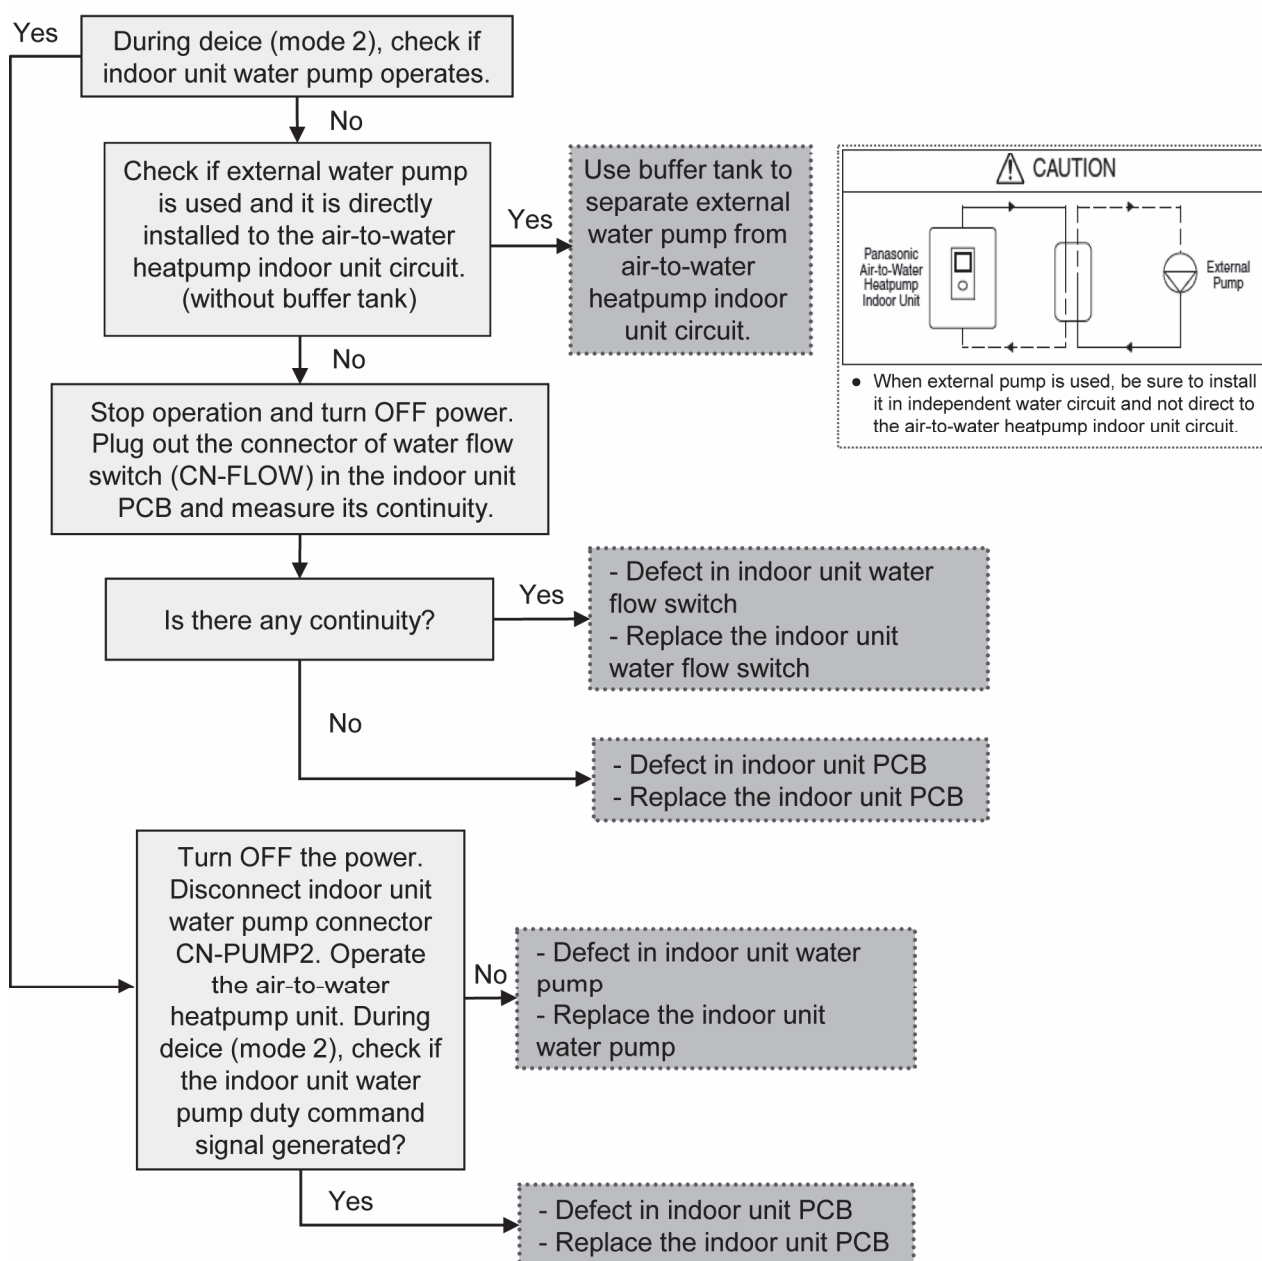 Yes
During deice (mode 2), check if
indoor unit water pump operates.
No
Check if external water pump
is used and it is directly
installed to the air-to-water
heatpump indoor unit circuit.
(without buffer tank)
Yes
Use buffer tank to
separate external
water pump from
air-to-water
heatpump indoor
unit circuit.
CAUTION
Panasonic
Air-to-Water
Heatpump
Indoor Unit
External
Pump
● When external pump is used, be sure to install
it in independent water circuit and not direct to
the air-to-water heatpump indoor unit circuit.
No
Stop operation and turn OFF power.
Plug out the connector of water flow
switch (CN-FLOW) in the indoor unit
PCB and measure its continuity.
Is there any continuity?
Yes
- Defect in indoor unit water
flow switch
- Replace the indoor unit
water flow switch
No
- Defect in indoor unit PCB
- Replace the indoor unit PCB
Turn OFF the power.
Disconnect indoor unit
water pump connector
CN-PUMP2. Operate
the air-to-water
heatpump unit. During
deice (mode 2), check if
the indoor unit water
pump duty command
signal generated?
No
- Defect in indoor unit water
pump
- Replace the indoor unit
water pump
Yes
- Defect in indoor unit PCB
- Replace the indoor unit PCB